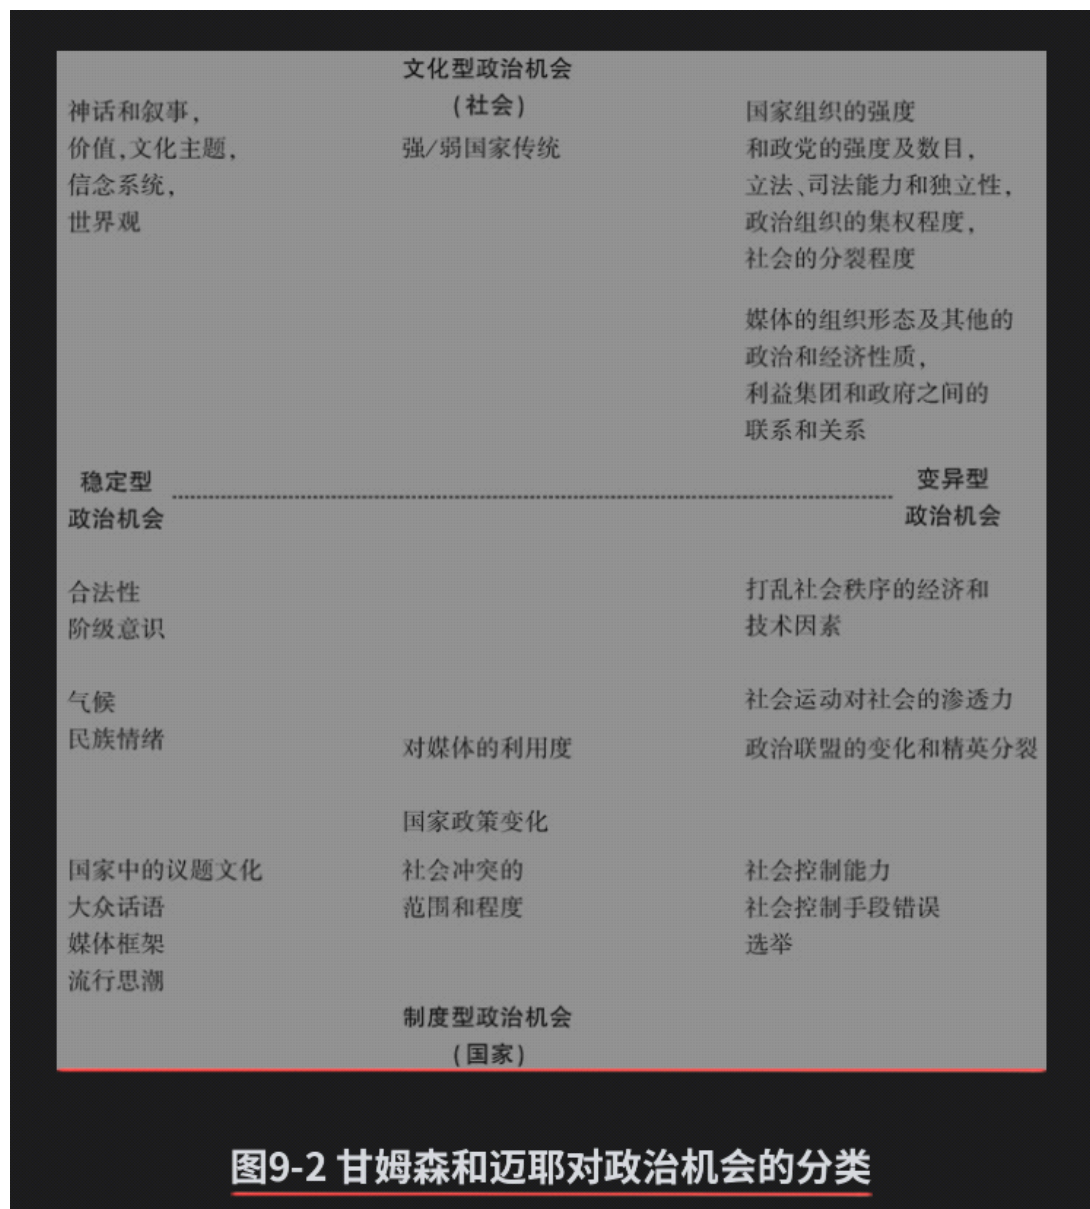 文化型政治机会
(社会)
神话和叙事，
价值，文化主题，
信念系统，
世界观
强/弱国家传统
国家组织的强度
和政党的强度及数目，
立法、司法能力和独立性，
政治组织的集权程度，
社会的分裂程度
媒体的组织形态及其他的
政治和经济性质，
利益集团和政府之间的
联系和关系
稳定型
政治机会
变异型
政治机会
合法性
阶级意识
打乱社会秩序的经济和
技术因素
气候
民族情绪
对媒体的利用度
社会运动对社会的渗透力
政治联盟的变化和精英分裂
国家政策变化
国家中的议题文化
大众话语
媒体框架
流行思潮
社会冲突的
范围和程度
社会控制能力
社会控制手段错误
选举
制度型政治机会
(国家)
图9-2 甘姆森和迈耶对政治机会的分类